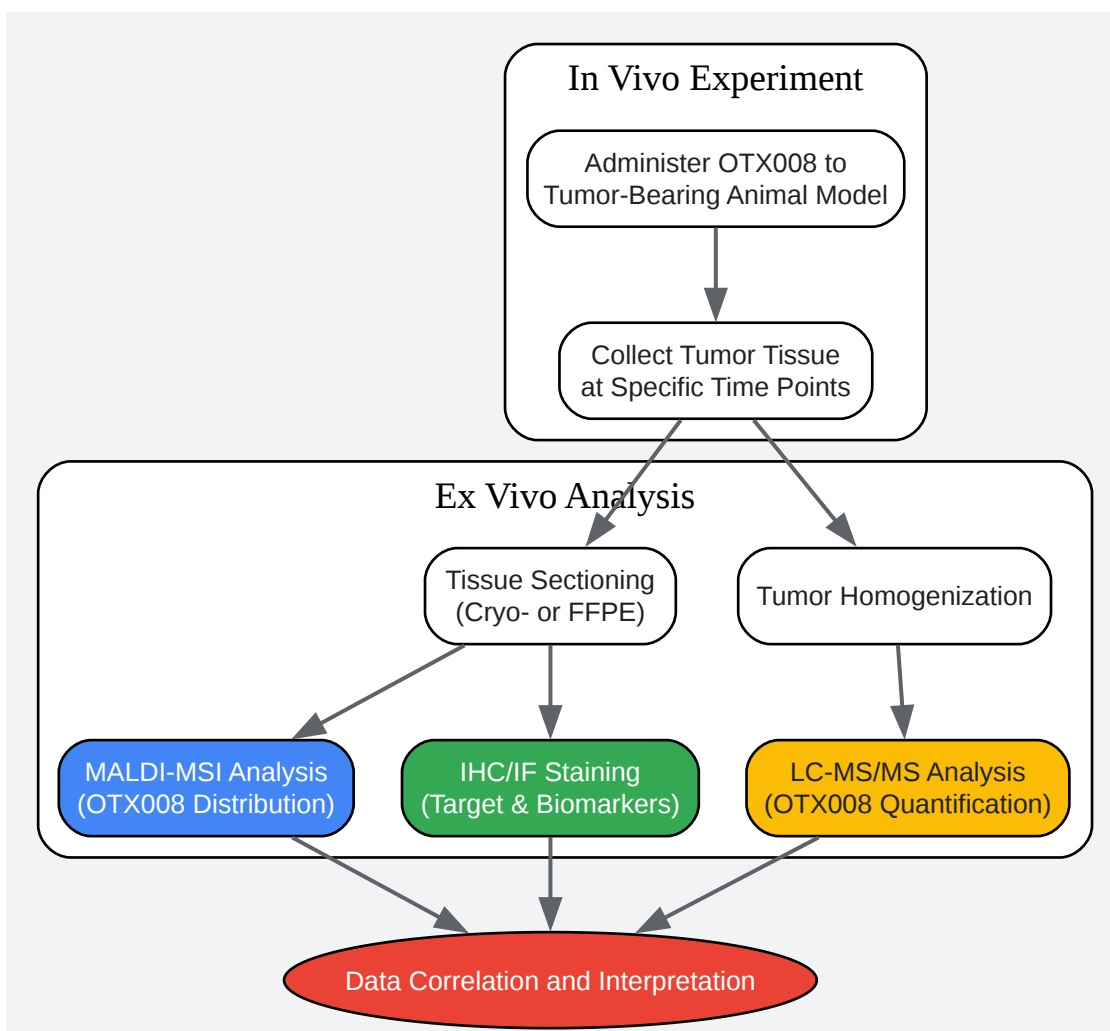 In Vivo Experiment
Administer OTX008 to
Tumor-Bearing Animal Model
Collect Tumor Tissue
at Specific Time Points
Ex Vivo Analysis
Tissue Sectioning
(Cryo- or FFPE)
Tumor Homogenization
MALDI-MSI Analysis
(OTX008 Distribution)
IHC/IF Staining
(Target & Biomarkers)
LC-MS/MS Analysis
(OTX008 Quantification)
Data Correlation and Interpretation